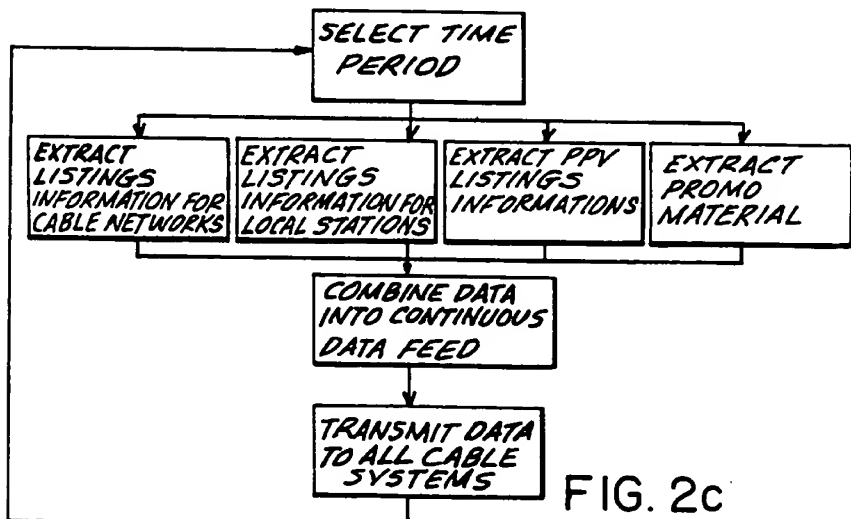 SELECT TIME
PERIOD
EXTRACT
LISTINGS
INFORMATION FOR
CABLE NETWORKS
EXTRACT
LISTINGS
INFORMATION FOR
LOCAL STATIONS
EXTRACT PPV
LISTINGS
INFORMATIONS
EXTRACT
PROMO
MATERIAL
COMBINE DATA
INTO CONTINUOUS
DATA FEED
TRANSMIT DATA
TO ALL CABLE
SYSTEMS
FIG. 2c